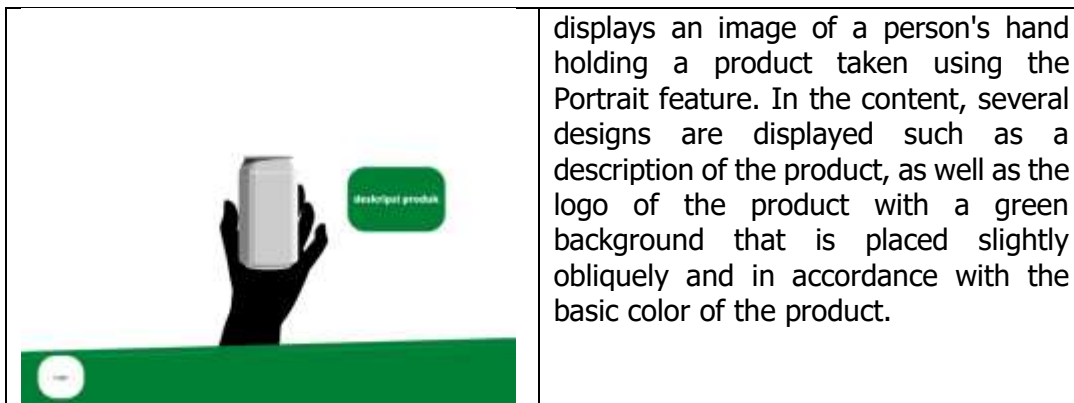 deskripsi produk
displays an image of a person's hand
holding a product taken using the
Portrait feature. In the content, several
designs are displayed such as a
description of the product, as well as the
logo of the product with a green
background that is placed slightly
obliquely and in accordance with the
basic color of the product.